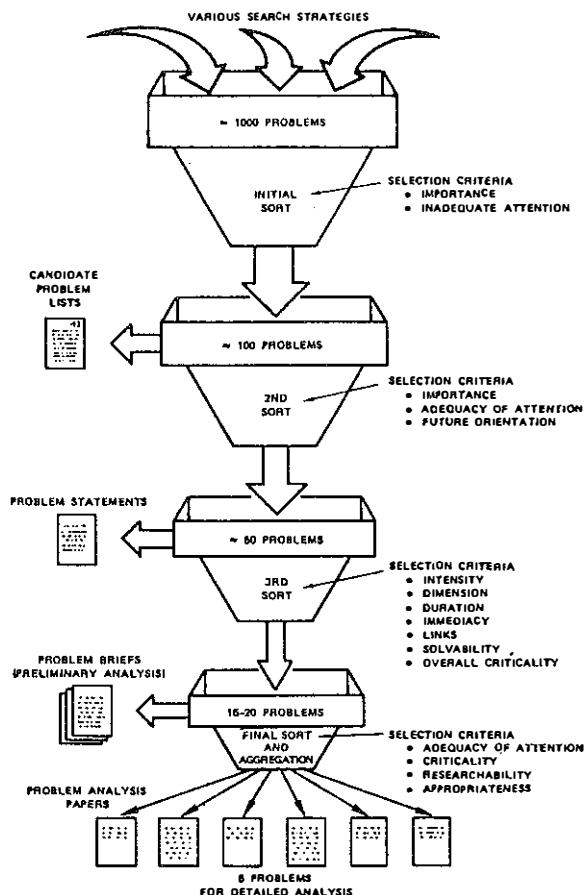 VARIOUS SEARCH STRATEGIES
≈ 1000 PROBLEMS
INITIAL
SORT
SELECTION CRITERIA
• IMPORTANCE
• INADEQUATE ATTENTION
CANDIDATE
PROBLEM
LISTS
≈ 100 PROBLEMS
2ND
SORT
SELECTION CRITERIA
• IMPORTANCE
• ADEQUACY OF ATTENTION
• FUTURE ORIENTATION
PROBLEM STATEMENTS
PROBLEMS
3RD
SORT
SELECTION CRITERIA
• INTENSITY
• DIMENSION
• DURATION
• IMMEDIACY
• LINKS
• SOLVABILITY
• OVERALL CRITICALITY
PROBLEM BRIEFS
(PRELIMINARY ANALYSIS)
16-20 PROBLEMS
FINAL SORT
AND
AGGREGATION
SELECTION CRITERIA
• ADEQUACY OF ATTENTION
• CRITICALITY
• RESEARCHABILITY
• APPROPRIATENESS
PROBLEM ANALYSIS
PAPERS
PROBLEMS
FOR DETAILED ANALYSIS